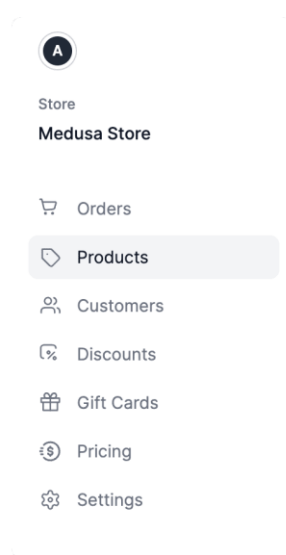 A
Store
Medusa Store
Orders
Products
Customers
Discounts
Gift Cards
Pricing
Settings